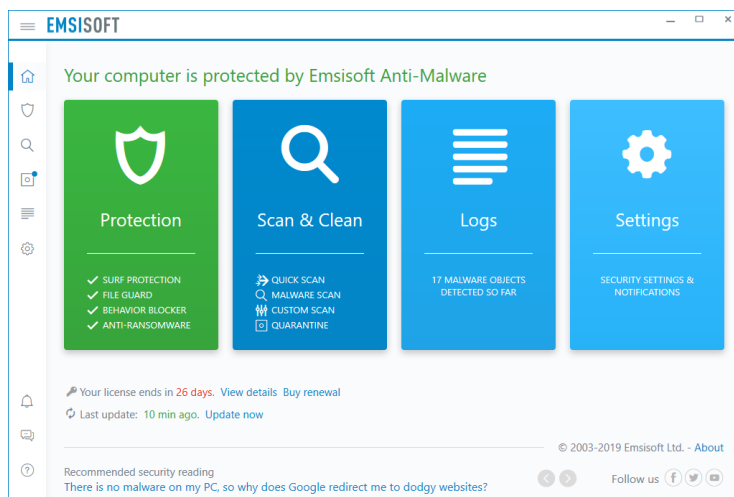 EMSISOFT
Your computer is protected by Emsisoft Anti-Malware
Protection
SURF PROTECTION
FILE GUARD
BEHAVIOR BLOCKER
ANTI-RANSOMWARE
Scan & Clean
QUICK SCAN
MALWARE SCAN
CUSTOM SCAN
QUARANTINE
Logs
17 MALWARE OBJECTS
DETECTED SO FAR
Settings
SECURITY SETTINGS &
NOTIFICATIONS
Your license ends in 26 days. View details Buy renewal
Last update: 10 min ago. Update now
© 2003-2019 Emsisoft Ltd. - About
Recommended security reading
There is no malware on my PC, so why does Google redirect me to dodgy websites?
Follow us